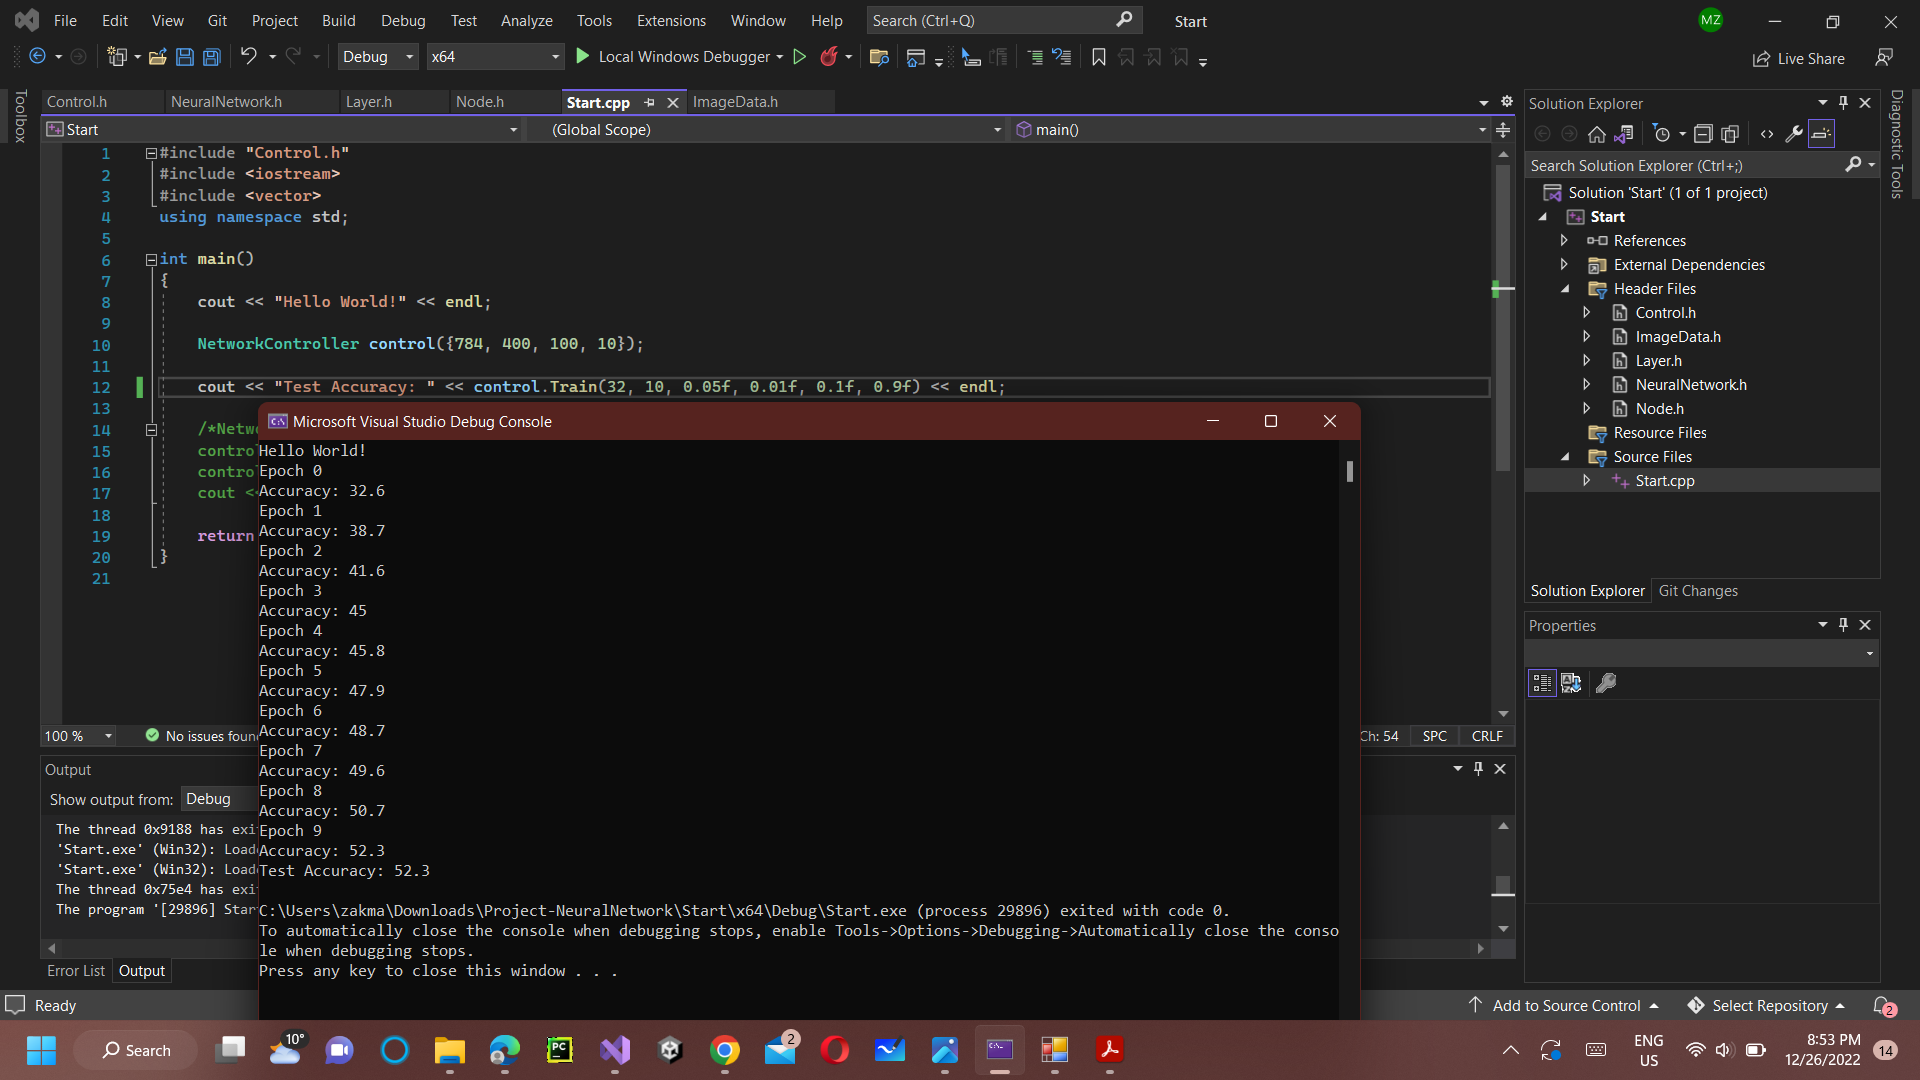 File Edit View Git Project Build Debug Test Analyze Tools Extensions Window Help Search (Ctrl+Q) Start MZ
Debug x64 Local Windows Debugger Live Share
Toolbox
Control.h NeuralNetwork.h Layer.h Node.h Start.cpp ImageData.h
Start (Global Scope) main()
1 #include "Control.h"
2 #include <iostream>
3 #include <vector>
4 using namespace std;
5
6 int main()
7 {
8 cout << "Hello World!" << endl;
9
10 NetworkController control({784, 400, 100, 10});
11
12 cout << "Test Accuracy: " << control.Train(32, 10, 0.05f, 0.01f, 0.1f, 0.9f) << endl;
13
14 /*Netw
15 contro
16 contro
17 cout <<
18
19 return
20 }
21
Microsoft Visual Studio Debug Console
Hello World!
Epoch 0
Accuracy: 32.6
Epoch 1
Accuracy: 38.7
Epoch 2
Accuracy: 41.6
Epoch 3
Accuracy: 45
Epoch 4
Accuracy: 45.8
Epoch 5
Accuracy: 47.9
Epoch 6
Accuracy: 48.7
Epoch 7
Accuracy: 49.6
Epoch 8
Accuracy: 50.7
Epoch 9
Accuracy: 52.3
Test Accuracy: 52.3
C:\Users\zakma\Downloads\Project-NeuralNetwork\Start\x64\Debug\Start.exe (process 29896) exited with code 0.
To automatically close the console when debugging stops, enable Tools->Options->Debugging->Automatically close the conso
le when debugging stops.
Press any key to close this window . . .
100 % No issues foun Ch: 54 SPC CRLF
Output
Show output from: Debug
The thread 0x9188 has exi
'Start.exe' (Win32): Load
'Start.exe' (Win32): Load
The thread 0x75e4 has exi
The program '[29896] Star
Error List Output
Solution Explorer
Search Solution Explorer (Ctrl+;)
Solution 'Start' (1 of 1 project)
Start
References
External Dependencies
Header Files
Control.h
ImageData.h
Layer.h
NeuralNetwork.h
Node.h
Resource Files
Source Files
Start.cpp
Solution Explorer Git Changes
Properties
Diagnostic Tools
Ready Add to Source Control Select Repository 2
Search 10° PC 2 ENG
US 8:53 PM
12/26/2022 14